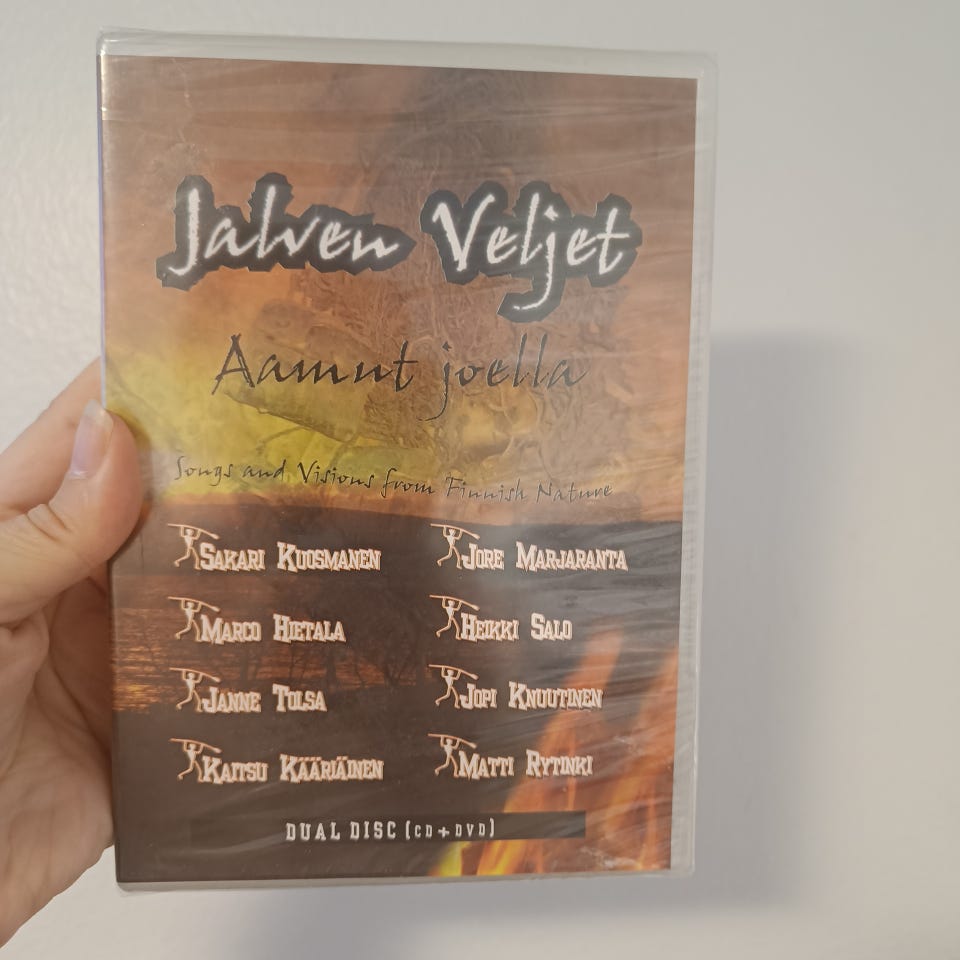 Jalven Veljet
Aamut joella
Songs and Visions from Finnish Nature
SAKARI KUOSMANEN
JORE MARJARANTA
MARCO HIETALA
HEIKKI SALO
JANNE TOLSA
JOPI KNUUTINEN
KAITSU KÄÄRIÄINEN
MATTI RYTINKI
DUAL DISC (CD+DVD)